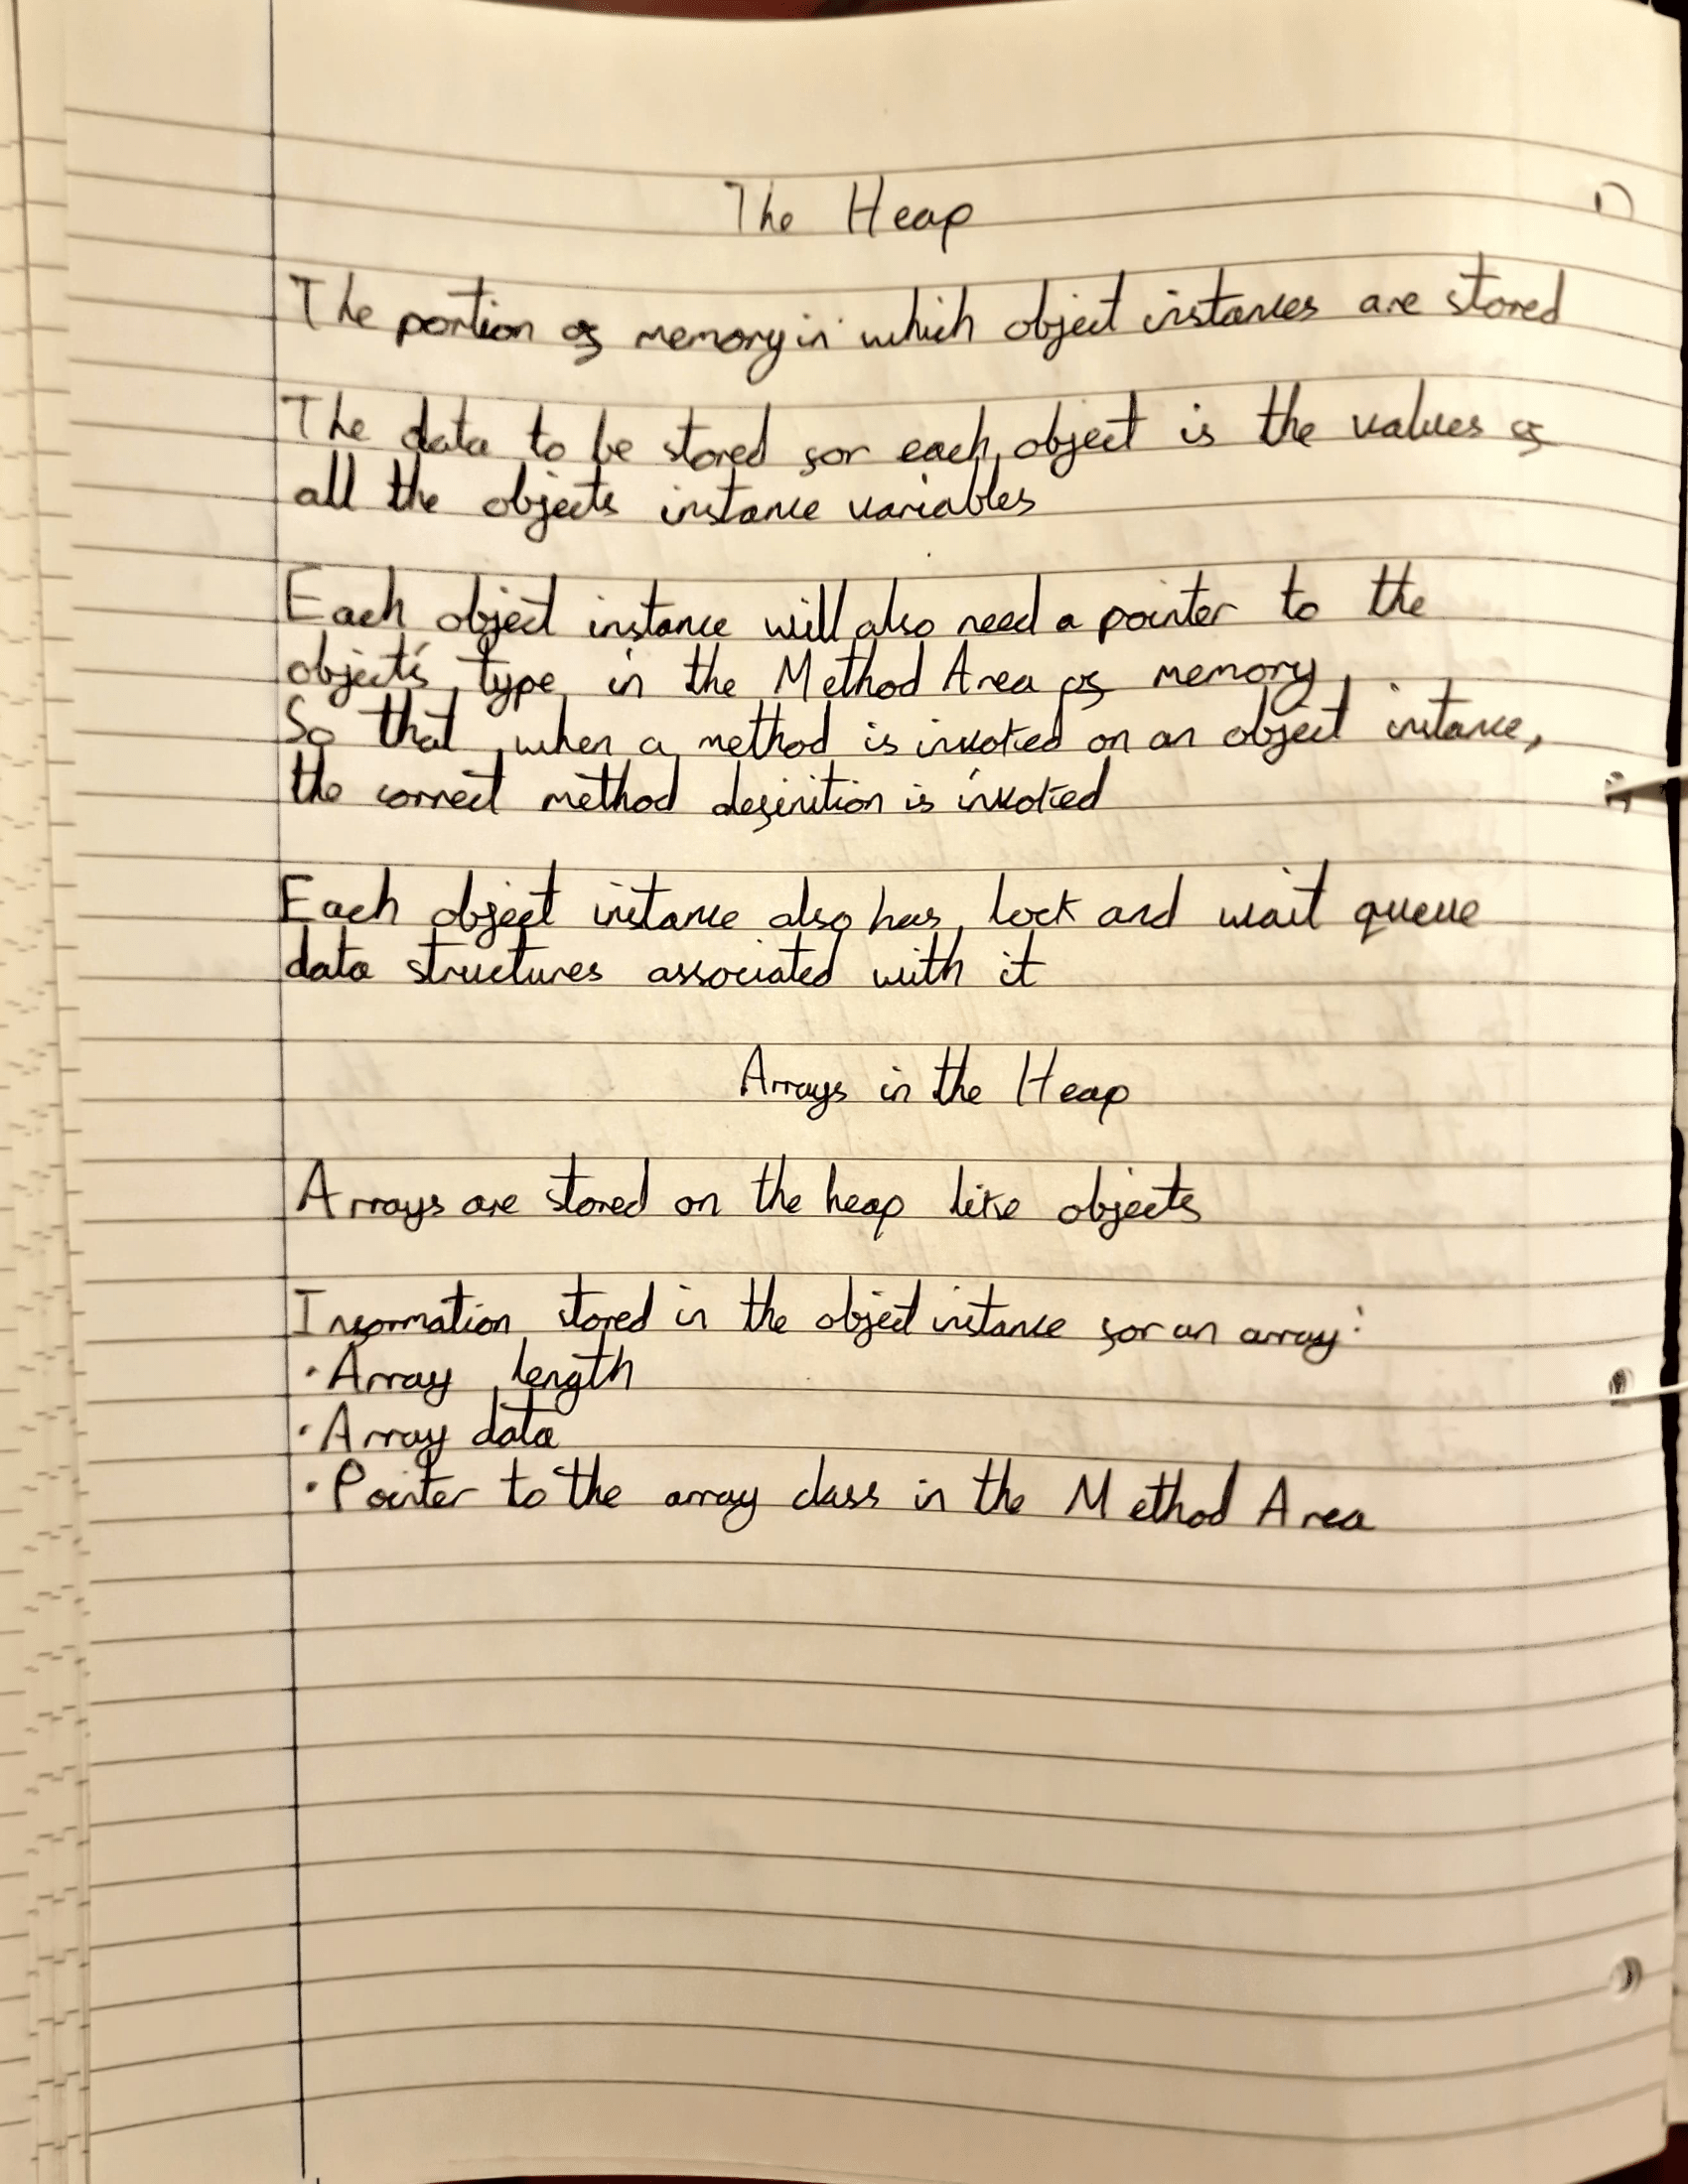 The Heap
The portion of memory in which object instances are stored
The data to be stored for each object is the values of
all the objects instance variables
Each object instance will also need a pointer to the
object's type in the Method Area of memory
So that when a method is invoked on an object instance,
the correct method definition is invoked
Each object instance also has lock and wait queue
data structures associated with it
Arrays in the Heap
Arrays are stored on the heap like objects
Information stored in the object instance for an array:
· Array length
· Array data
· Pointer to the array class in the Method Area